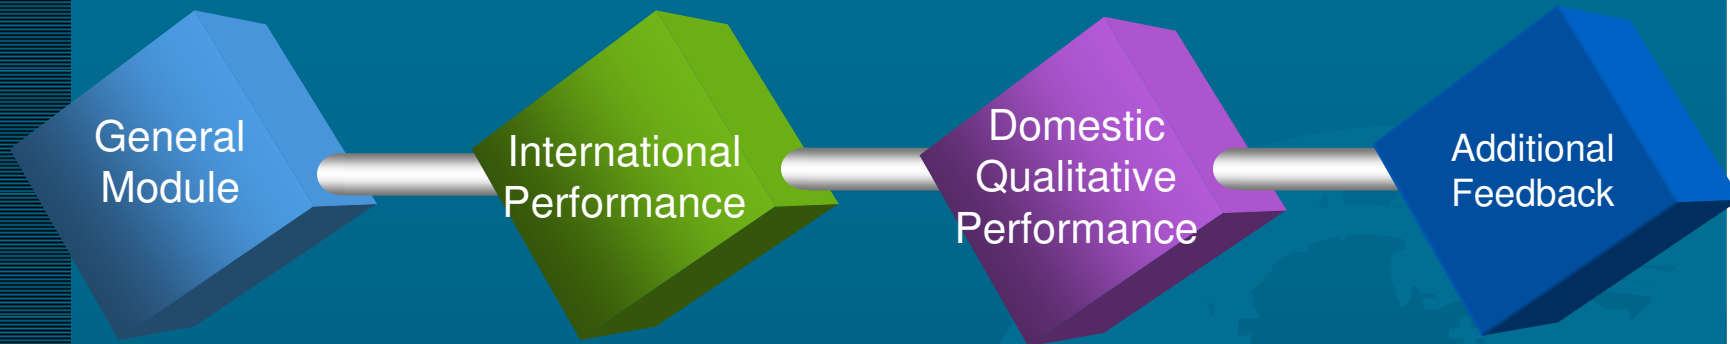 General
Module
International
Performance
Domestic
Qualitative
Performance
Additional
Feedback